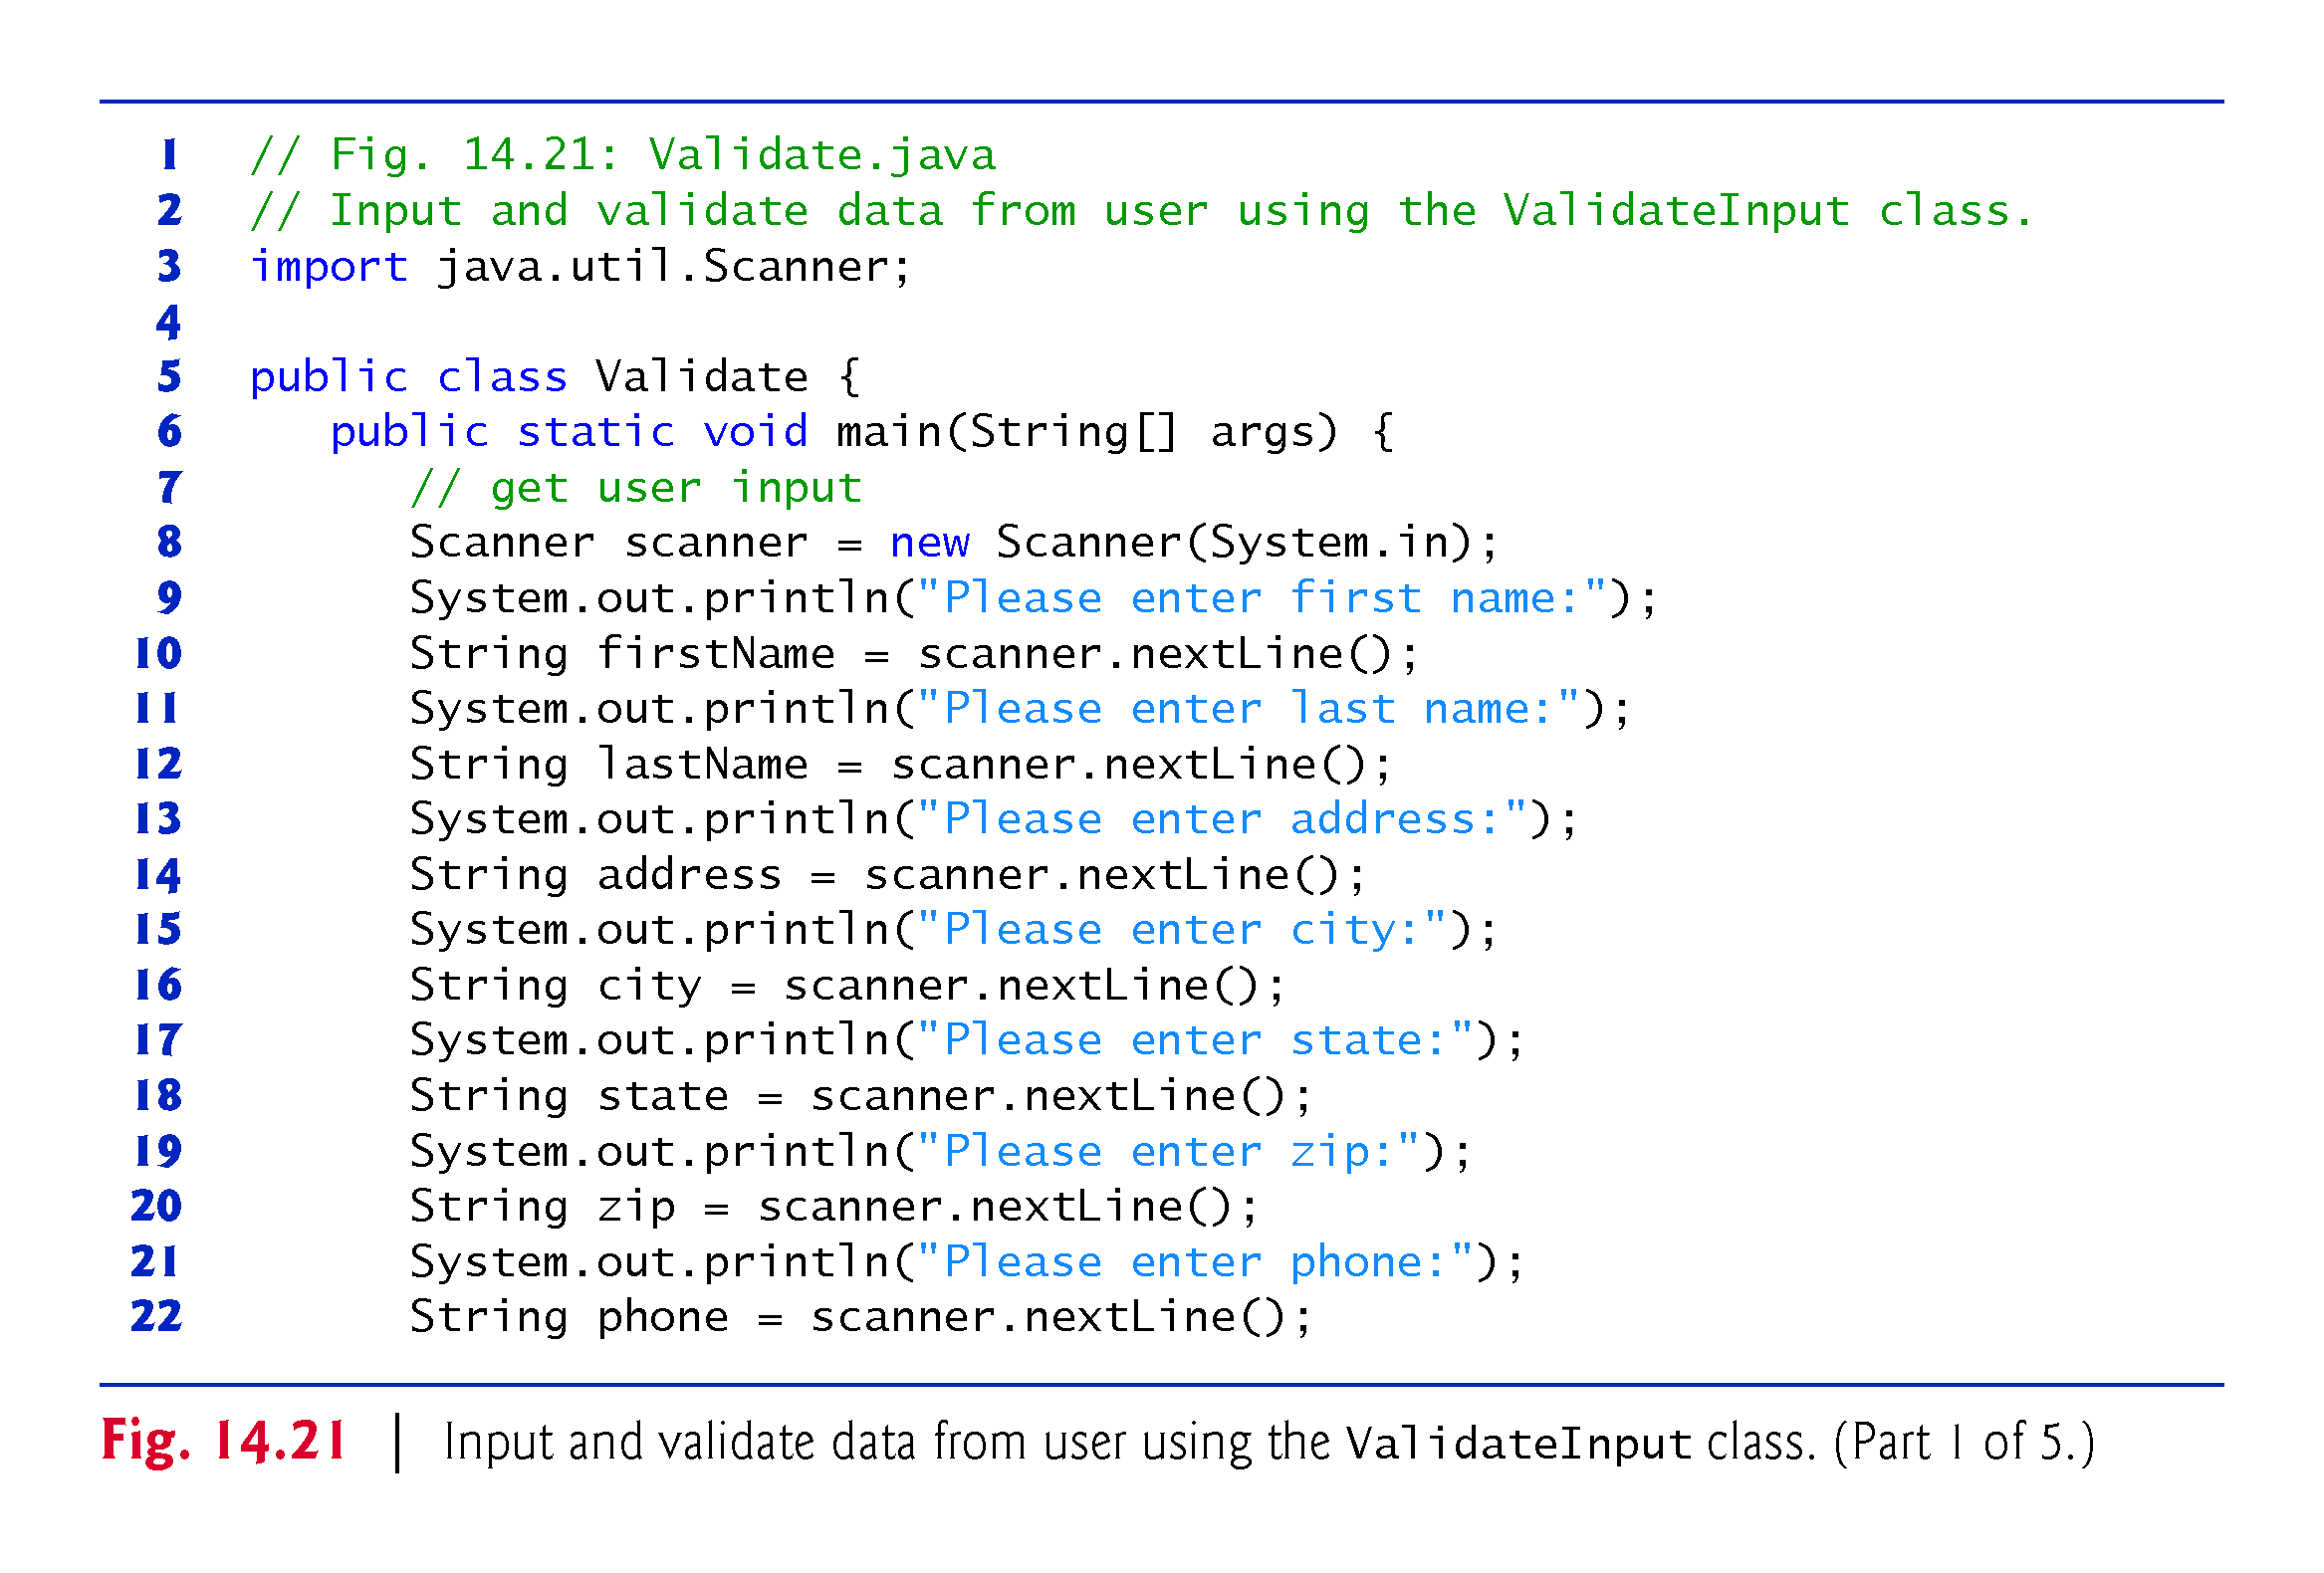 1 // Fig. 14.21: Validate.java
2 // Input and validate data from user using the ValidateInput class.
3 import java.util.Scanner;
4
5 public class Validate {
6    public static void main(String[] args) {
7       // get user input
8       Scanner scanner = new Scanner(System.in);
9       System.out.println("Please enter first name:");
10       String firstName = scanner.nextLine();
11       System.out.println("Please enter last name:");
12       String lastName = scanner.nextLine();
13       System.out.println("Please enter address:");
14       String address = scanner.nextLine();
15       System.out.println("Please enter city:");
16       String city = scanner.nextLine();
17       System.out.println("Please enter state:");
18       String state = scanner.nextLine();
19       System.out.println("Please enter zip:");
20       String zip = scanner.nextLine();
21       System.out.println("Please enter phone:");
22       String phone = scanner.nextLine();
Fig. 14.21 | Input and validate data from user using the ValidateInput class. (Part 1 of 5.)